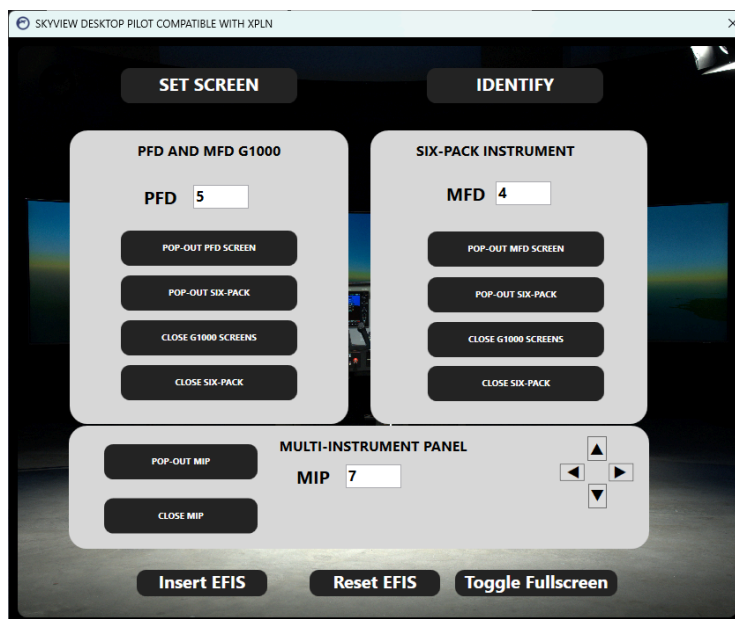 SKYVIEW DESKTOP PILOT COMPATIBLE WITH XPLN
SET SCREEN
IDENTIFY
PFD AND MFD G1000
PFD 5
POP-OUT PFD SCREEN
POP-OUT SIX-PACK
CLOSE G1000 SCREENS
CLOSE SIX-PACK
SIX-PACK INSTRUMENT
MFD 4
POP-OUT MFD SCREEN
POP-OUT SIX-PACK
CLOSE G1000 SCREENS
CLOSE SIX-PACK
MULTI-INSTRUMENT PANEL
POP-OUT MIP
MIP 7
CLOSE MIP
Insert EFIS
Reset EFIS
Toggle Fullscreen